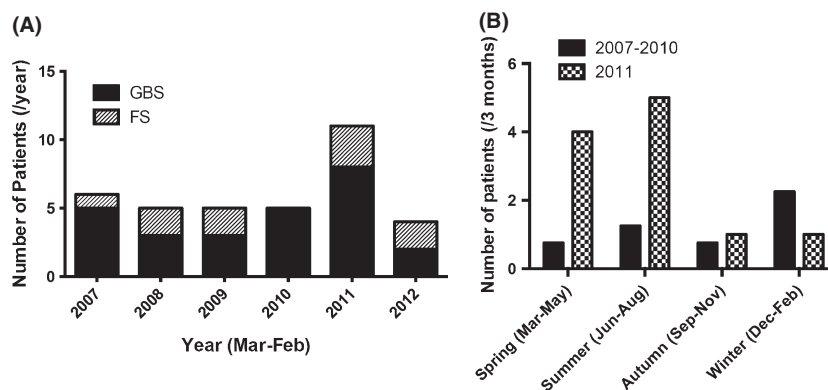 (A)
Number of Patients (/year)
15
10
5
0
GBS
FS
2007
2008
2009
2010
2011
2012
Year (Mar-Feb)
(B)
Number of patients (/3 months)
6
4
2
0
2007-2010
2011
Spring (Mar-May)
Summer (Jun-Aug)
Autumn (Sep-Nov)
Winter (Dec-Feb)